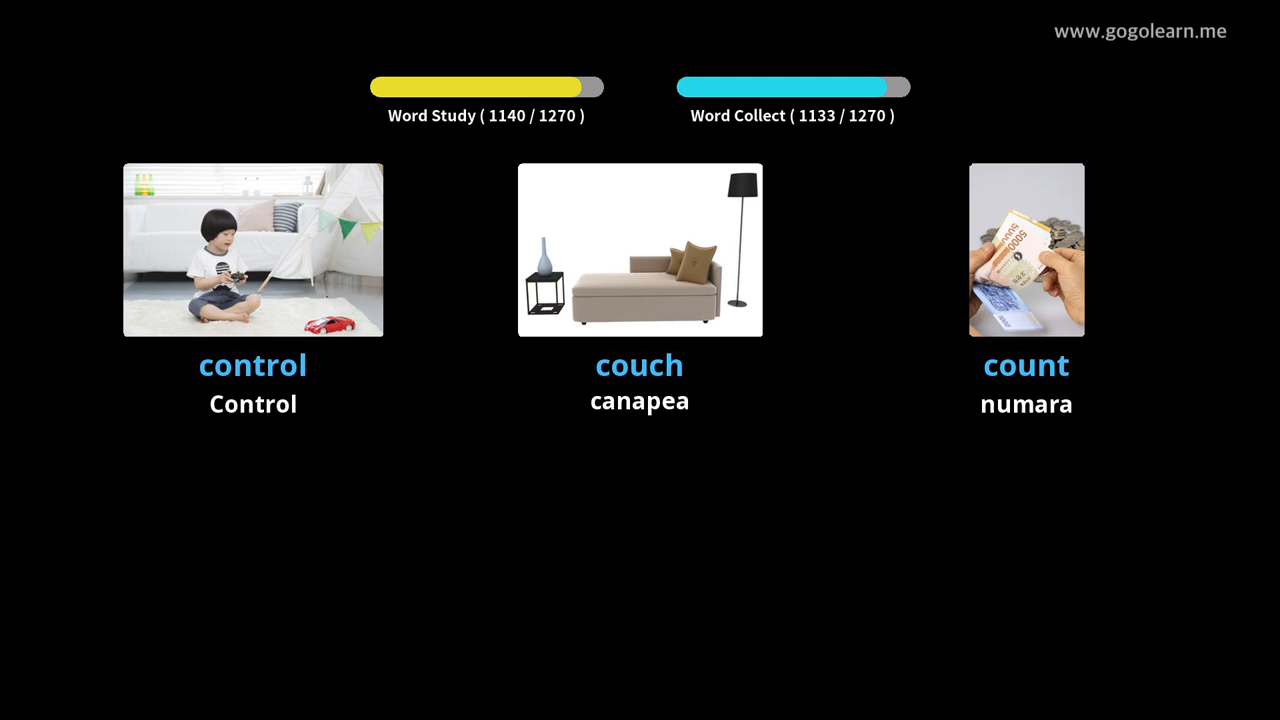 www.gogolearn.me
Word Study ( 1140 / 1270 )
Word Collect ( 1133 / 1270 )
control
Control
couch
canapea
count
numara